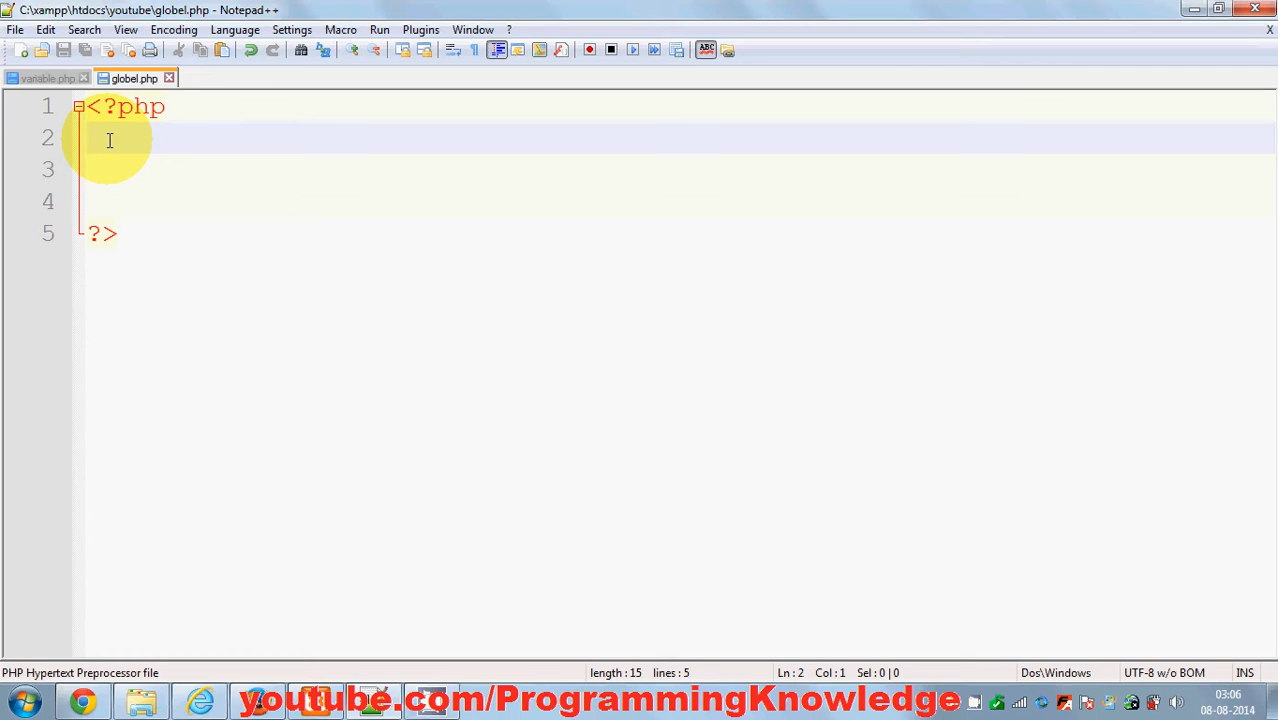 C:\xampp\htdocs\youtube\globel.php - Notepad++
File Edit Search View Encoding Language Settings Macro Run Plugins Window ? X
variable.php globel.php
1 <?php
2
3
4
5 ?>
PHP Hypertext Preprocessor file length : 15 lines : 5 Ln : 2 Col : 1 Sel : 0 | 0 Dos\Windows UTF-8 w/o BOM INS
youtube.com/ProgrammingKnowledge
03:06
08-08-2014